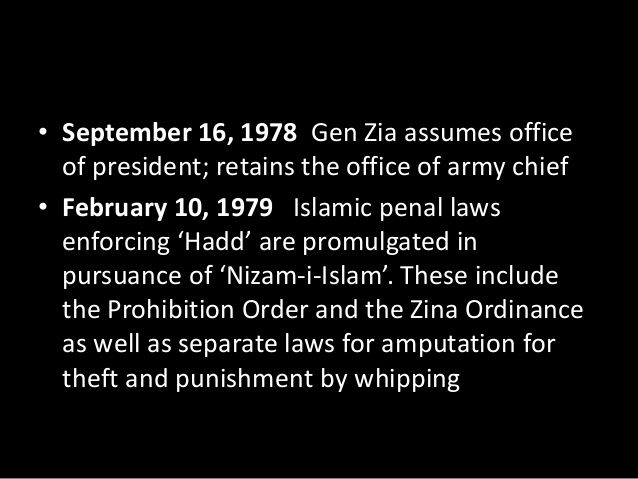 • September 16, 1978  Gen Zia assumes office
of president; retains the office of army chief
• February 10, 1979   Islamic penal laws
enforcing ‘Hadd’ are promulgated in
pursuance of ‘Nizam-i-Islam’. These include
the Prohibition Order and the Zina Ordinance
as well as separate laws for amputation for
theft and punishment by whipping